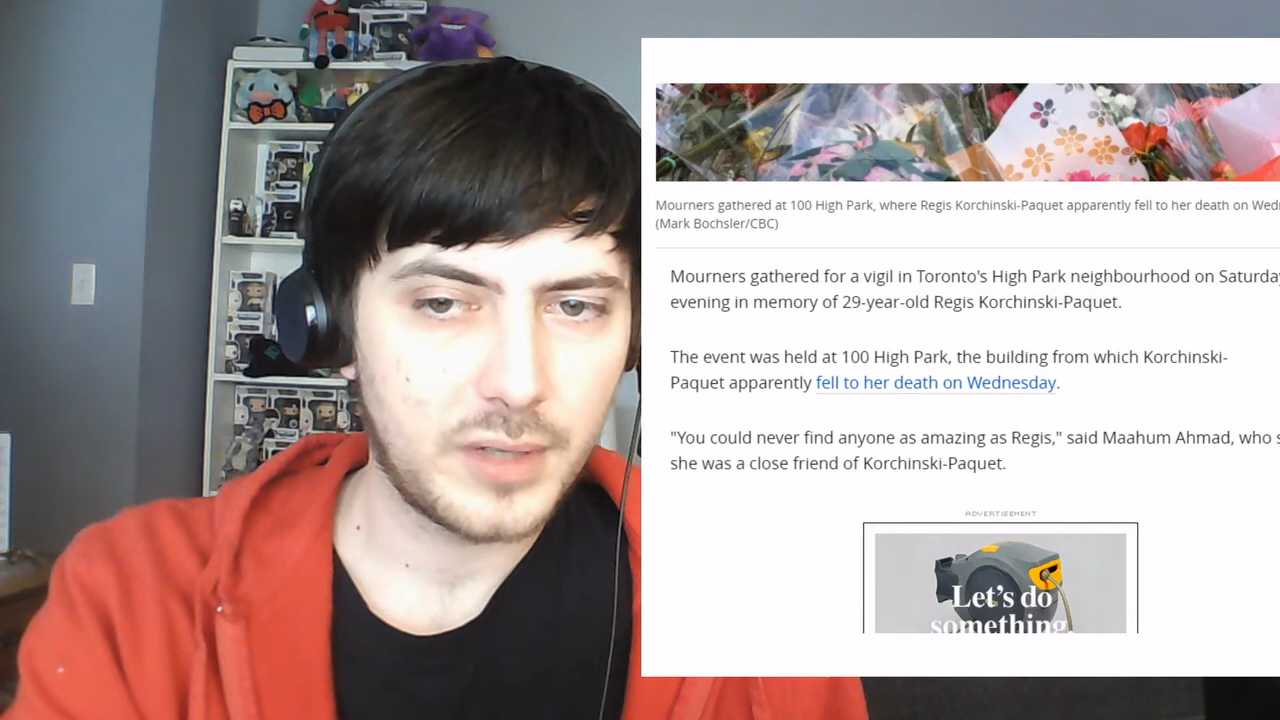 Mourners gathered at 100 High Park, where Regis Korchinski-Paquet apparently fell to her death on
(Mark Bochsler/CBC)
Mourners gathered for a vigil in Toronto's High Park neighbourhood on Saturday
evening in memory of 29-year-old Regis Korchinski-Paquet.
The event was held at 100 High Park, the building from which Korchinski-
Paquet apparently fell to her death on Wednesday.
"You could never find anyone as amazing as Regis," said Maahum Ahmad, who
she was a close friend of Korchinski-Paquet.
ADVERTISEMENT
Let's do
something